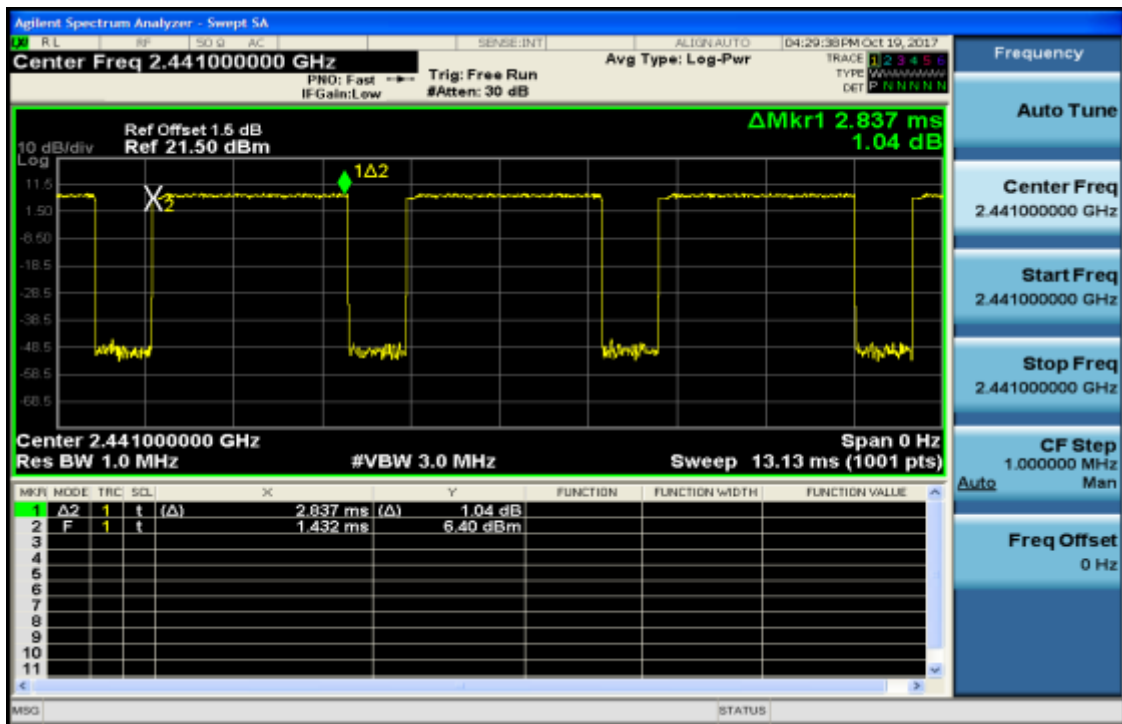 Agilent Spectrum Analyzer - Swept SA
RL RF 50 Ω AC SENSE:INT ALIGN AUTO 04:29:38 PM Oct 19, 2017
Center Freq 2.441000000 GHz
PNO: Fast
IFGain:Low
Trig: Free Run
#Atten: 30 dB
Avg Type: Log-Pwr
TRACE 1 2 3 4 5 6
TYPE
DET P N N N N N
Ref Offset 1.5 dB
Ref 21.50 dBm
ΔMkr1 2.837 ms
1.04 dB
10 dB/div
Log
11.5
1.50
-8.50
-18.5
-28.5
-38.5
-48.5
-58.5
-68.5
1Δ2
2
Center 2.441000000 GHz
Span 0 Hz
Res BW 1.0 MHz
#VBW 3.0 MHz
Sweep 13.13 ms (1001 pts)
MKR MODE TRC SCL X Y FUNCTION FUNCTION WIDTH FUNCTION VALUE
1 Δ2 1 t (Δ) 2.837 ms (Δ) 1.04 dB
2 F 1 t 1.432 ms 6.40 dBm
3
4
5
6
7
8
9
10
11
MSG
STATUS
Frequency
Auto Tune
Center Freq
2.441000000 GHz
Start Freq
2.441000000 GHz
Stop Freq
2.441000000 GHz
CF Step
1.000000 MHz
Auto Man
Freq Offset
0 Hz